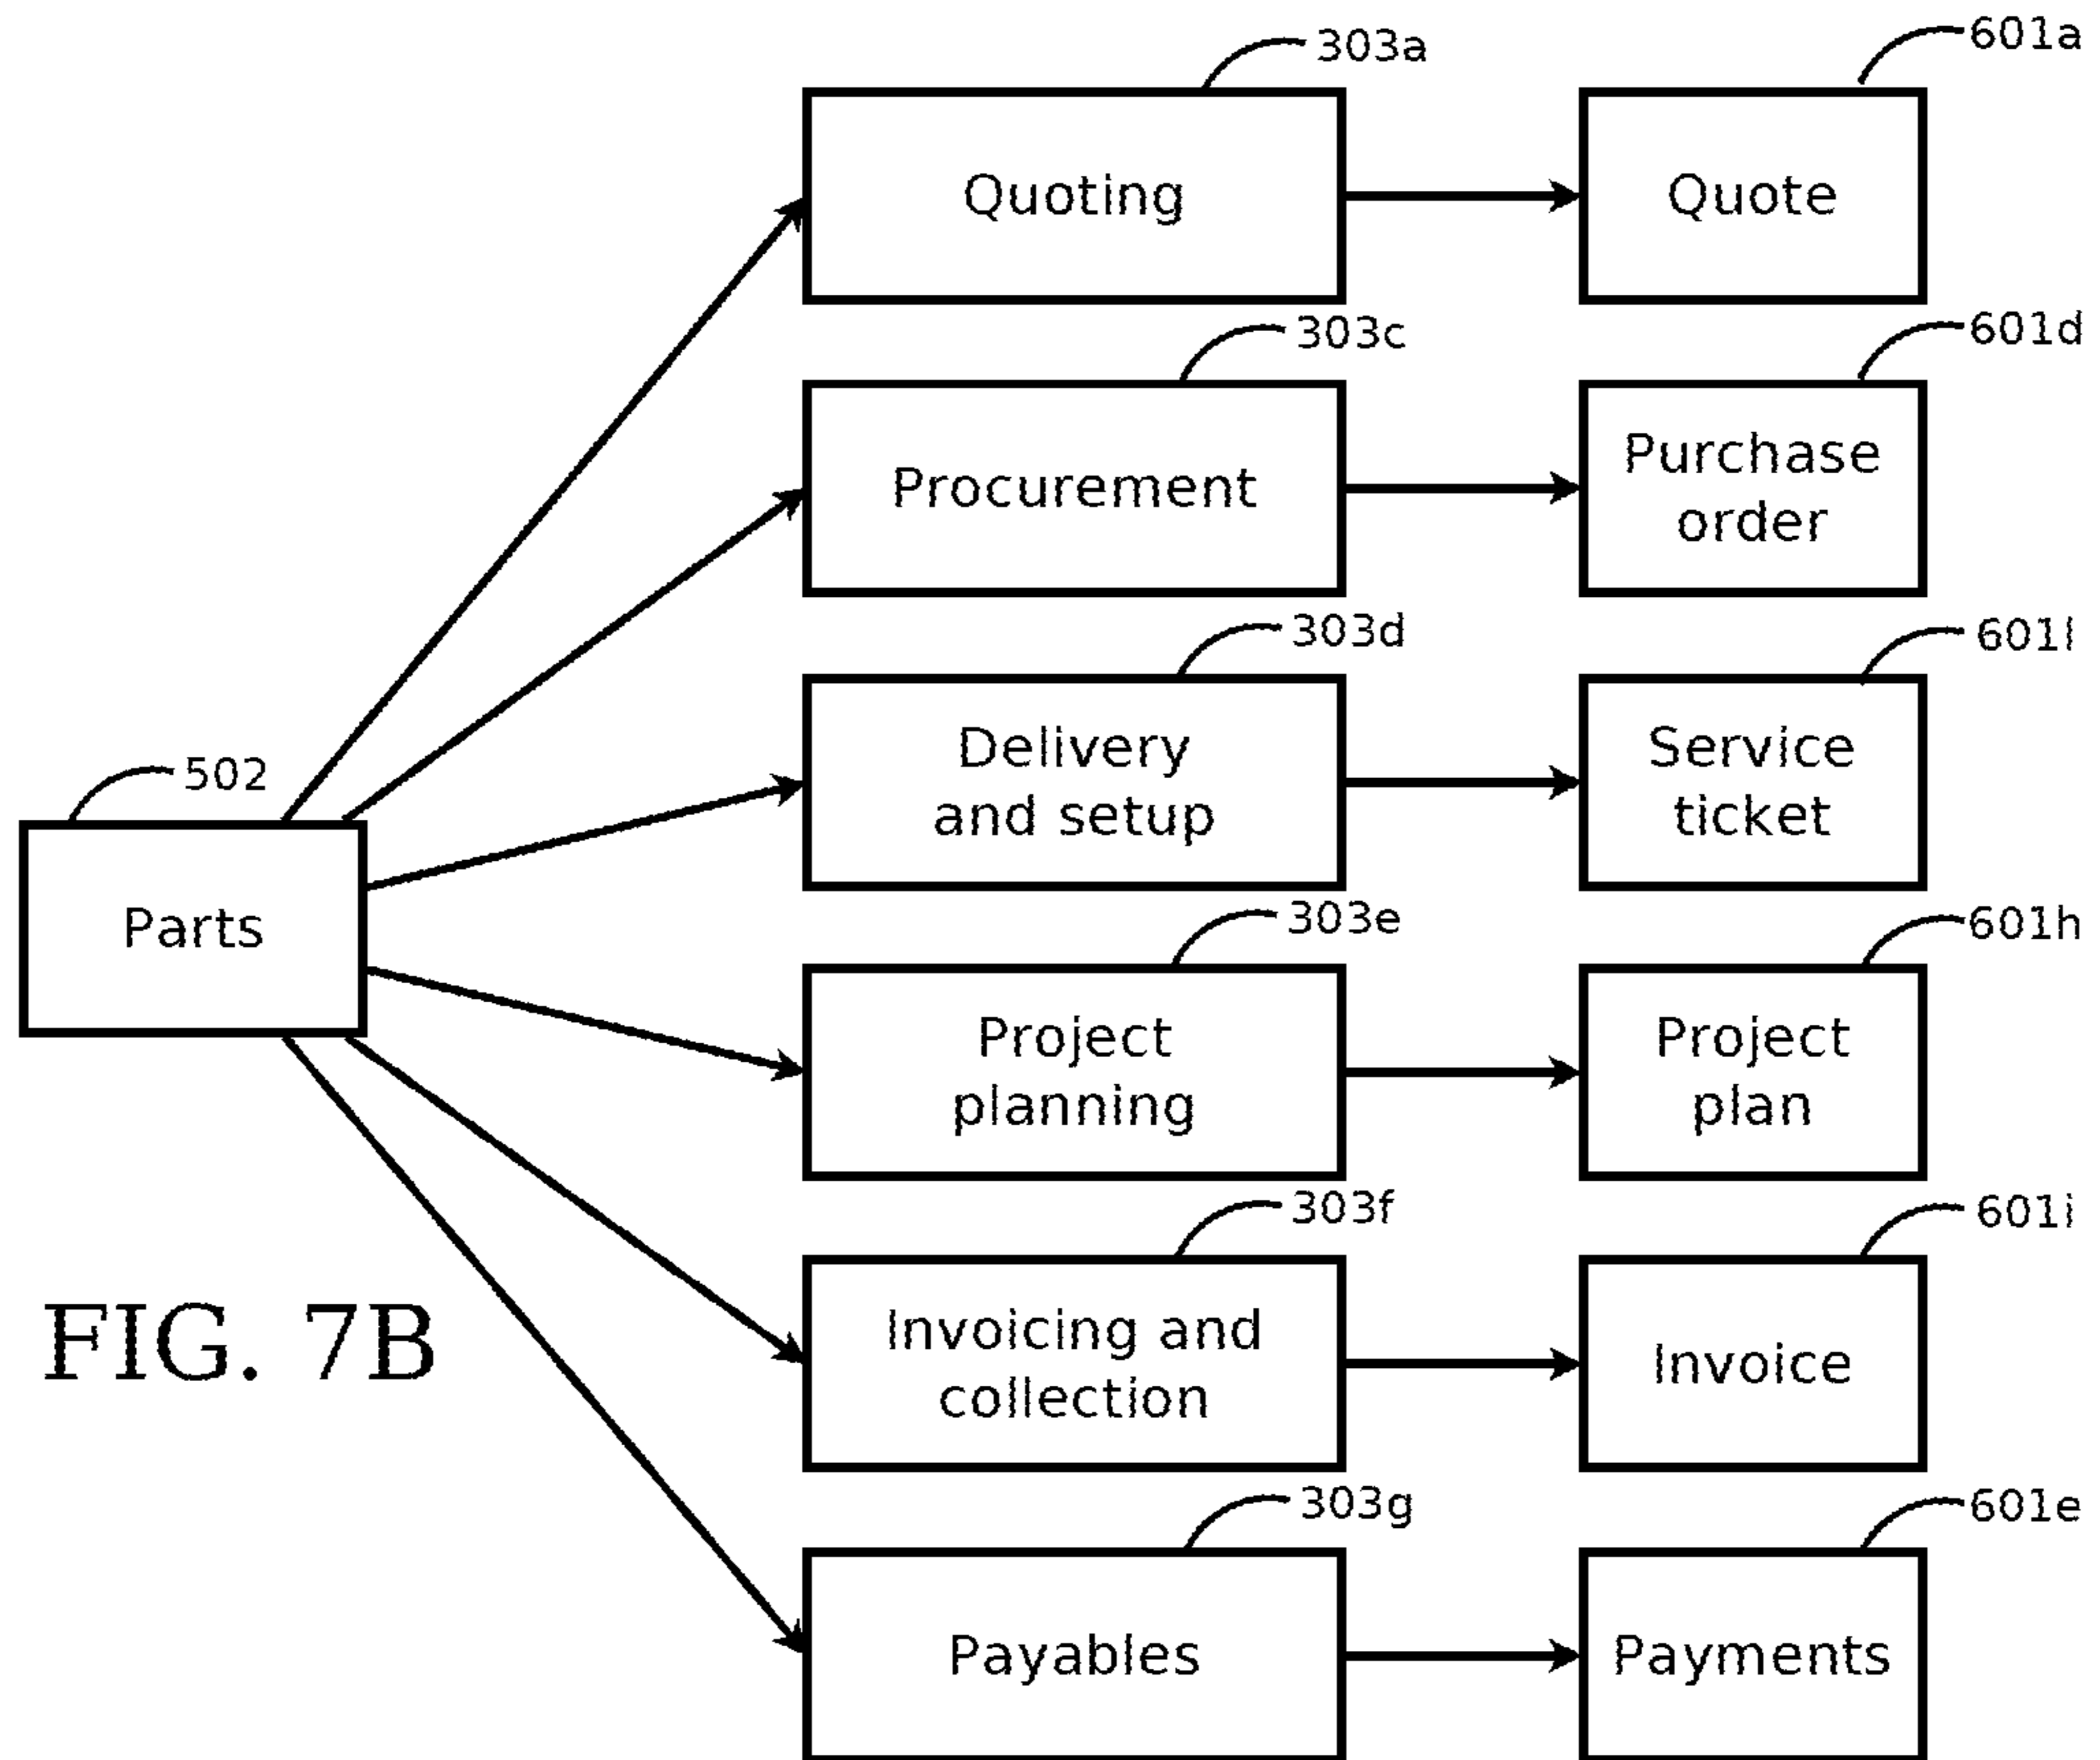 303a
601a
Quoting
Quote
303c
601d
Procurement
Purchase
order
303d
601l
Delivery
and setup
Service
ticket
502
Parts
303e
601h
Project
planning
Project
plan
303f
601i
Invoicing and
collection
Invoice
FIG. 7B
303g
601e
Payables
Payments